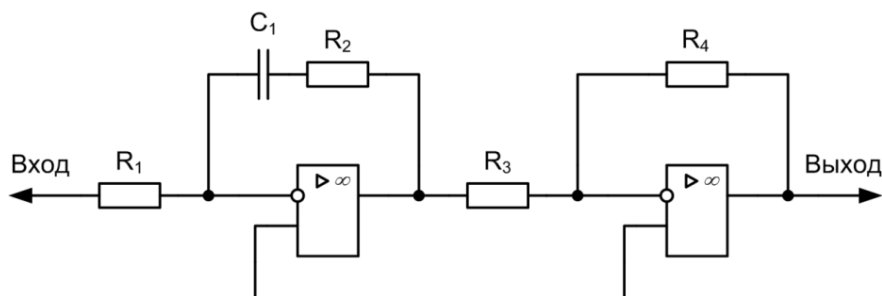 C₁
R₂
R₄
Вход
R₁
▷ ∞
R₃
▷ ∞
Выход